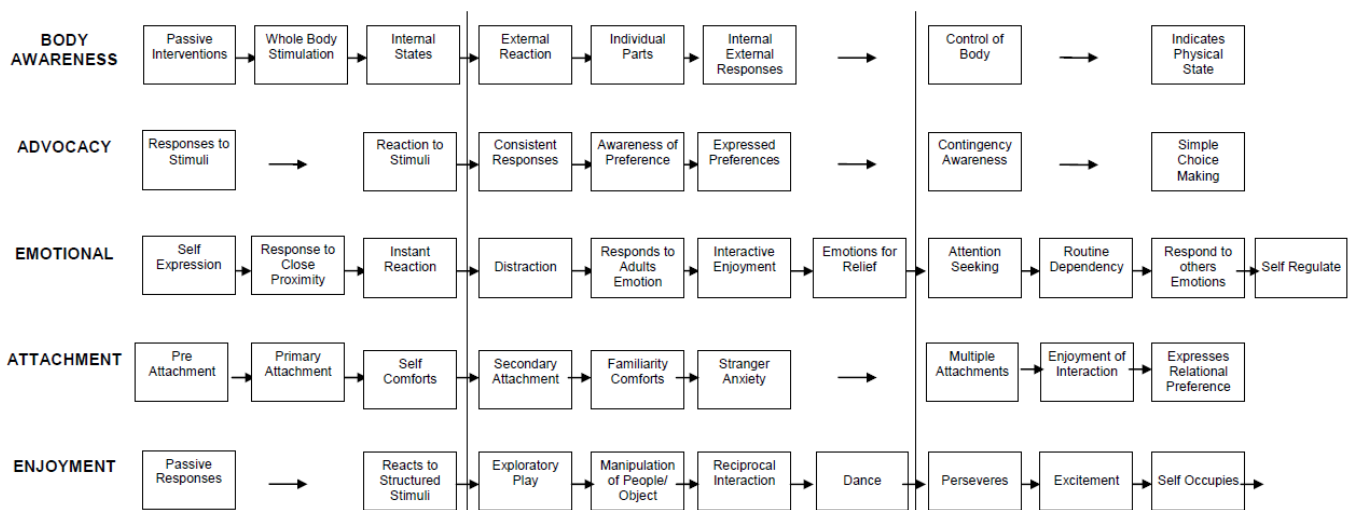 BODY
AWARENESS
Passive
Interventions
Whole Body
Stimulation
Internal
States
External
Reaction
Individual
Parts
Internal
External
Responses
Control of
Body
Indicates
Physical
State
ADVOCACY
Responses to
Stimuli
Reaction to
Stimuli
Consistent
Responses
Awareness of
Preference
Expressed
Preferences
Contingency
Awareness
Simple
Choice
Making
EMOTIONAL
Self
Expression
Response to
Close
Proximity
Instant
Reaction
Distraction
Responds to
Adults
Emotion
Interactive
Enjoyment
Emotions for
Relief
Attention
Seeking
Routine
Dependency
Respond to
others
Emotions
Self Regulate
ATTACHMENT
Pre
Attachment
Primary
Attachment
Self
Comforts
Secondary
Attachment
Familiarity
Comforts
Stranger
Anxiety
Multiple
Attachments
Enjoyment of
Interaction
Expresses
Relational
Preference
ENJOYMENT
Passive
Responses
Reacts to
Structured
Stimuli
Exploratory
Play
Manipulation
of People/
Object
Reciprocal
Interaction
Dance
Perseveres
Excitement
Self Occupies